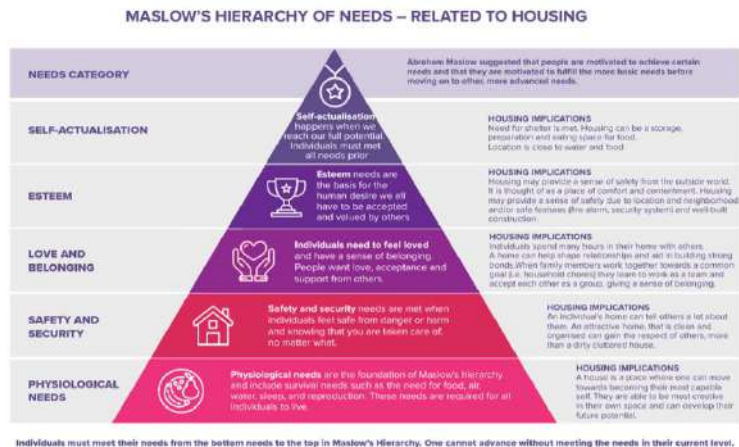 MASLOW'S HIERARCHY OF NEEDS – RELATED TO HOUSING
NEEDS CATEGORY
Abraham Maslow suggested that people are motivated to achieve certain
needs and that they are motivated to fulfill the more basic needs before
moving on to other, more advanced needs.
SELF-ACTUALISATION
Self-actualisation
happens when we
reach our full potential.
Individuals must met
all needs prior
HOUSING IMPLICATIONS
Need for shelter is met. Housing can be a storage,
preparation and eating space for food.
Location is close to water and food
ESTEEM
Esteem needs are
the basis for the
human desire we all
have to be accepted
and valued by others
HOUSING IMPLICATIONS
Housing may provide a sense of safety from the outside world.
It is thought of as a place of comfort and contentment. Housing
may provide a sense of safety due to location and neighborhood
and/or safe features (fire alarm, security system) and well-built
construction.
LOVE AND
BELONGING
Individuals need to feel loved
and have a sense of belonging.
People want love, acceptance and
support from others.
HOUSING IMPLICATIONS
Individuals spend many hours in their home with others.
A home can help shape relationships and aid in building strong
bonds.When family members work together towards a common
goal (i.e. household chores) they learn to work as a team and
accept each other as a group, giving a sense of belonging.
SAFETY AND
SECURITY
Safety and security needs are met when
individuals feel safe from danger or harm
and knowing that you are taken care of,
no matter what.
HOUSING IMPLICATIONS
An individual's home can tell others a lot about
them. An attractive home, that is clean and
organised can gain the respect of others, more
than a dirty cluttered house.
PHYSIOLOGICAL
NEEDS
Physiological needs are the foundation of Maslow's hierarchy
and include survival needs such as the need for food, air,
water, sleep, and reproduction. These needs are required for all
individuals to live.
HOUSING IMPLICATIONS
A house is a place where one can move
towards becoming their most capable
self. They are able to be most creative
in their own space and can develop their
future potential.
Individuals must meet their needs from the bottom needs to the top in Maslow's Hierarchy. One cannot advance without meeting the needs in their current level.